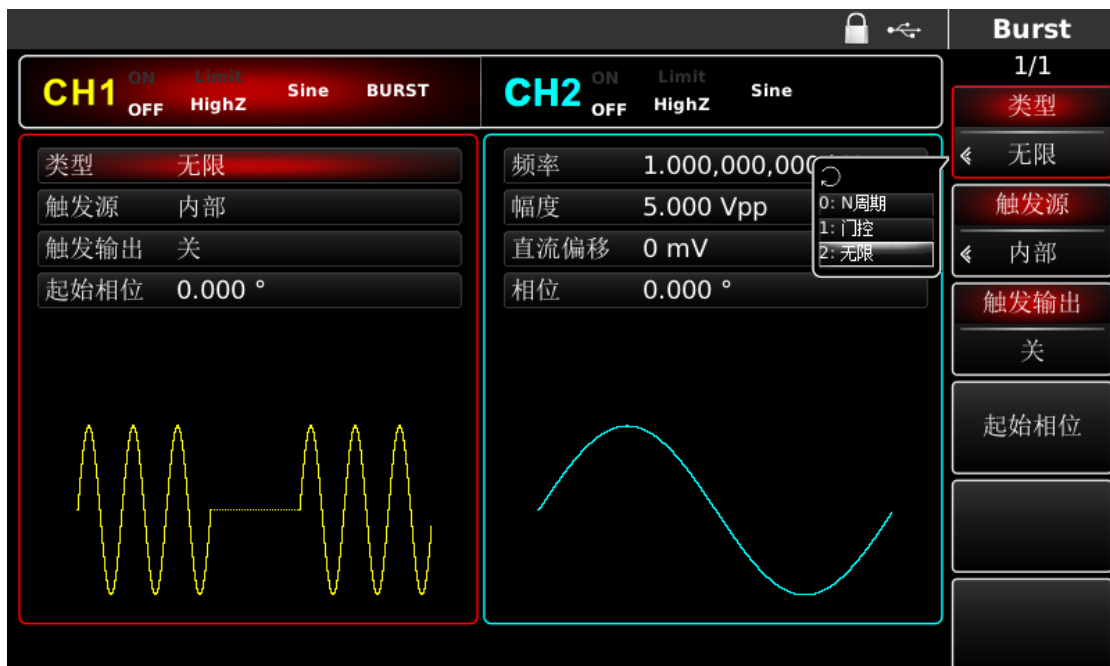 Burst
1/1
CH1 ON OFF Limit HighZ Sine BURST
CH2 ON OFF Limit HighZ Sine
类型 无限
触发源 内部
触发输出 关
起始相位 0.000 °
频率 1.000,000,000
幅度 5.000 Vpp
直流偏移 0 mV
相位 0.000 °
0: N周期
1: 门控
2: 无限
类型
无限
触发源
内部
触发输出
关
起始相位